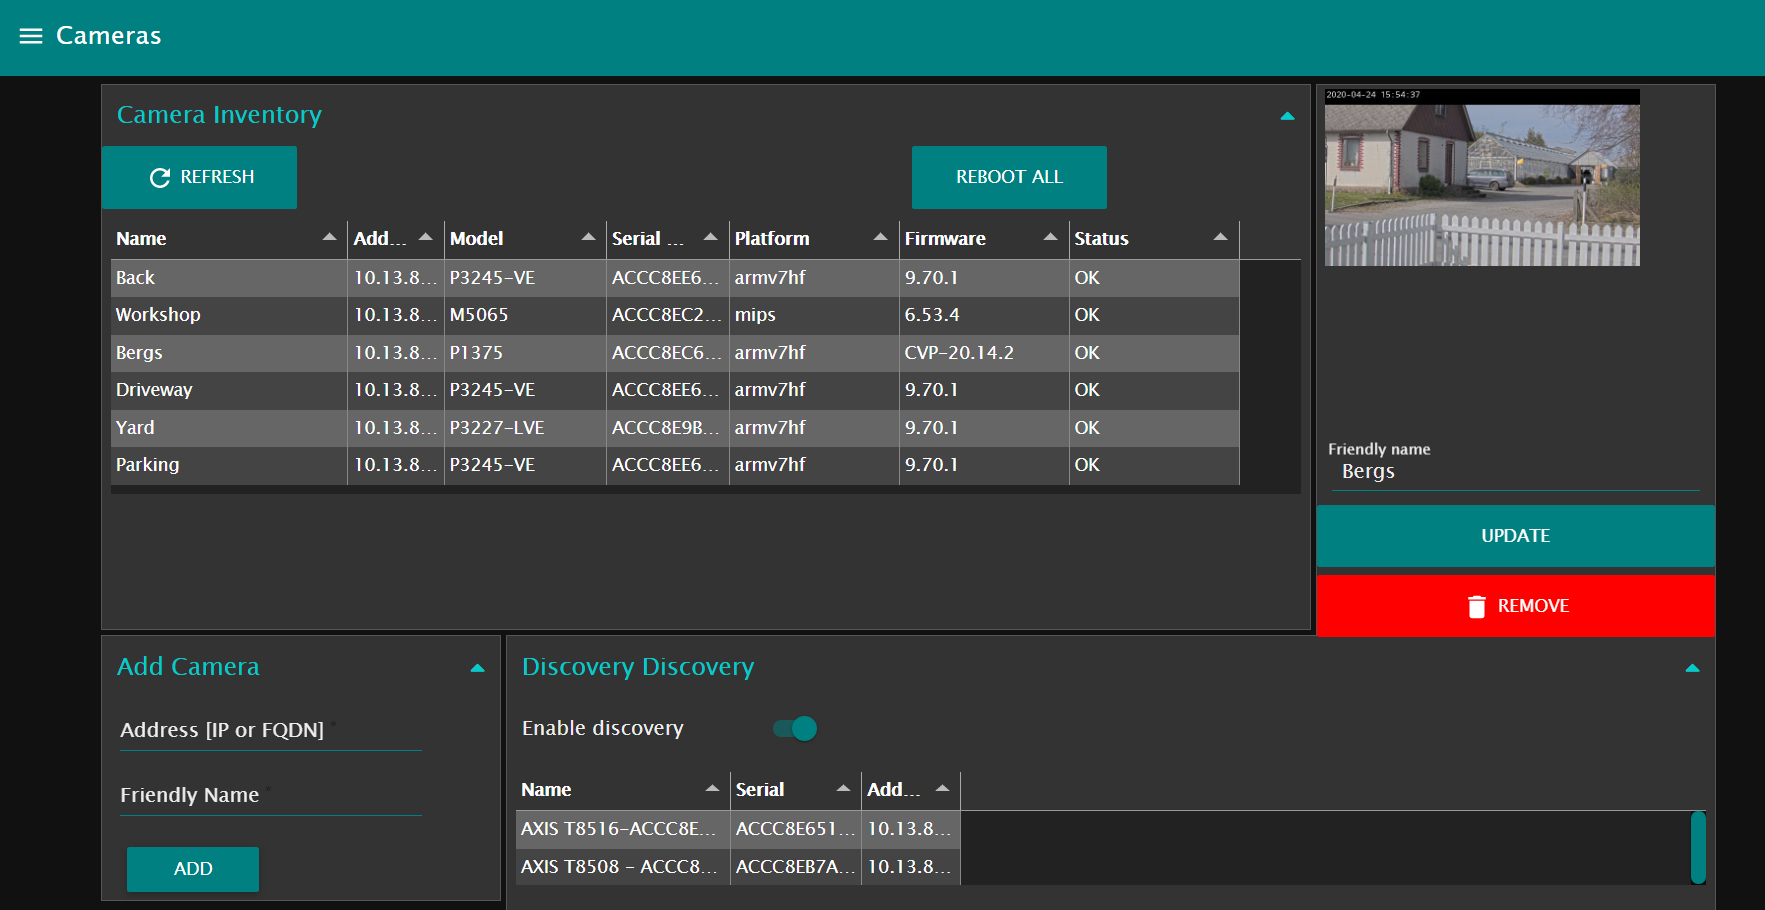 Cameras
Camera Inventory
REFRESH
REBOOT ALL
Name Add... Model Serial ... Platform Firmware Status
Back 10.13.8... P3245-VE ACCC8EE6... armv7hf 9.70.1 OK
Workshop 10.13.8... M5065 ACCC8EC2... mips 6.53.4 OK
Bergs 10.13.8... P1375 ACCC8EC6... armv7hf CVP-20.14.2 OK
Driveway 10.13.8... P3245-VE ACCC8EE6... armv7hf 9.70.1 OK
Yard 10.13.8... P3227-LVE ACCC8E9B... armv7hf 9.70.1 OK
Parking 10.13.8... P3245-VE ACCC8EE6... armv7hf 9.70.1 OK
2020-04-24 15:54:37
Friendly name
Bergs
UPDATE
REMOVE
Add Camera
Address [IP or FQDN] *
Friendly Name *
ADD
Discovery Discovery
Enable discovery
Name Serial Add...
AXIS T8516-ACCC8E... ACCC8E651... 10.13.8...
AXIS T8508 - ACCC8... ACCC8EB7A... 10.13.8...